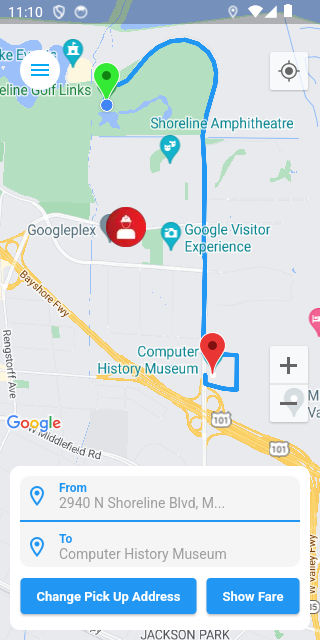 11:10
ke E
eline Golf Links
Shoreline Amphitheatre
Googleplex
Google Visitor
Experience
Bayshore Fwy
Rengstorff Ave
Computer
History Museum
101
M
V
101
Google
W Middlefield Rd
W Valley Fwy
From
2940 N Shoreline Blvd, M...
To
Computer History Museum
Change Pick Up Address
Show Fare
JACKSON PARK